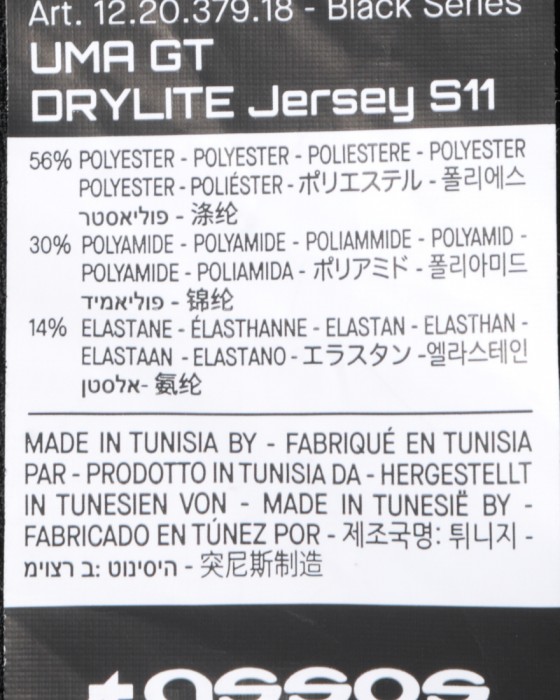 Art. 12.20.379.18 - Black Series
UMA GT
DRYLITE Jersey S11
56% POLYESTER - POLYESTER - POLIESTERE - POLYESTER
POLYESTER - POLIÉSTER - ポリエステル - 폴리에스
פוליאסטר - 涤纶
30% POLYAMIDE - POLYAMIDE - POLIAMMIDE - POLYAMID -
POLYAMIDE - POLIAMIDA - ポリアミド - 폴리아미드
פוליאמיד - 锦纶
14% ELASTANE - ÉLASTHANNE - ELASTAN - ELASTHAN -
ELASTAAN - ELASTANO - エラスタン -엘라스테인
אלסטן- 氨纶
MADE IN TUNISIA BY - FABRIQUÉ EN TUNISIA
PAR - PRODOTTO IN TUNISIA DA - HERGESTELLT
IN TUNESIEN VON - MADE IN TUNESIË BY -
FABRICADO EN TÚNEZ POR - 제조국명: 튀니지 -
מיוצר ב: טוניסיה - 突尼斯制造
assos